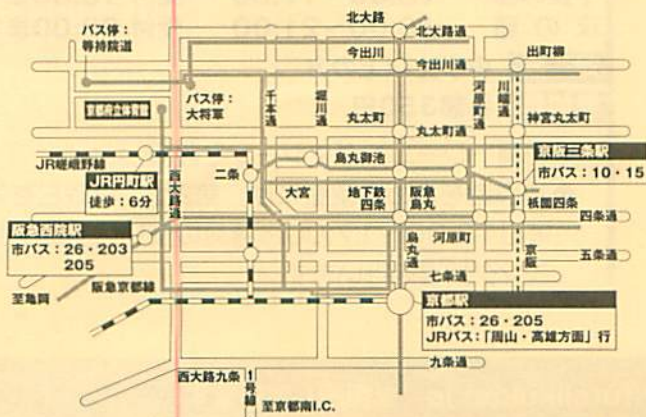 北大路
北大路通
バス停：
等持院道
今出川
今出川通
出町柳
バス停：
大将軍
千本通
堀川通
河原町通
川端通
京都府立体育館
丸太町
丸太町通
神宮丸太町
JR嵯峨野線
JR円町駅
徒歩：6分
西大路通
二条
烏丸御池
京阪三条駅
市バス：10・15
大宮
地下鉄
四条
阪急
烏丸
祇園四条
四条通
阪急西院駅
市バス：26・203
205
烏丸通
河原町
京阪
五条通
至亀岡
阪急京都線
七条通
京都駅
市バス：26・205
JRバス：「周山・高雄方面」行
九条通
西大路九条
1号線
至京都南I.C.